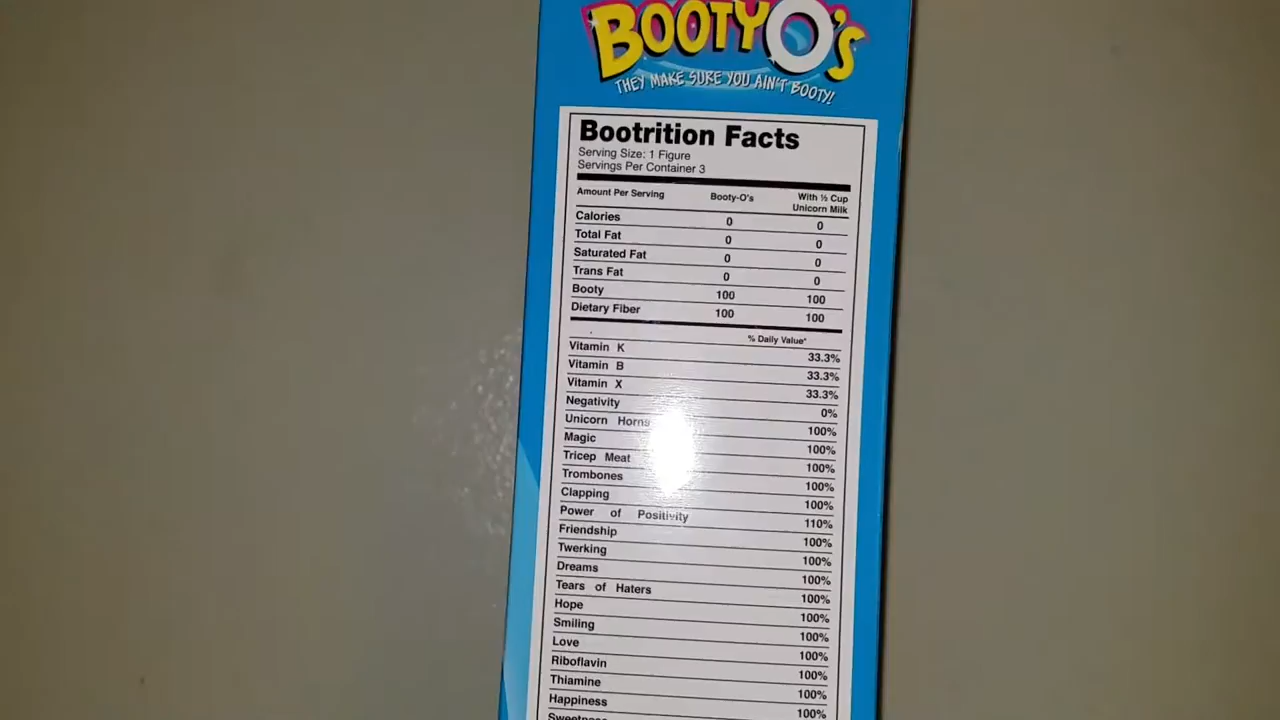 BOOTYO'S
THEY MAKE SURE YOU AIN'T BOOTY!
Bootrition Facts
Serving Size: 1 Figure
Servings Per Container 3
Amount Per Serving Booty-O's With ½ Cup Unicorn Milk
Calories 0 0
Total Fat 0 0
Saturated Fat 0 0
Trans Fat 0 0
Booty 100 100
Dietary Fiber 100 100
% Daily Value*
Vitamin K 33.3%
Vitamin B 33.3%
Vitamin X 33.3%
Negativity 0%
Unicorn Horns 100%
Magic 100%
Tricep Meat 100%
Trombones 100%
Clapping 100%
Power of Positivity 110%
Friendship 100%
Twerking 100%
Dreams 100%
Tears of Haters 100%
Hope 100%
Smiling 100%
Love 100%
Riboflavin 100%
Thiamine 100%
Happiness 100%